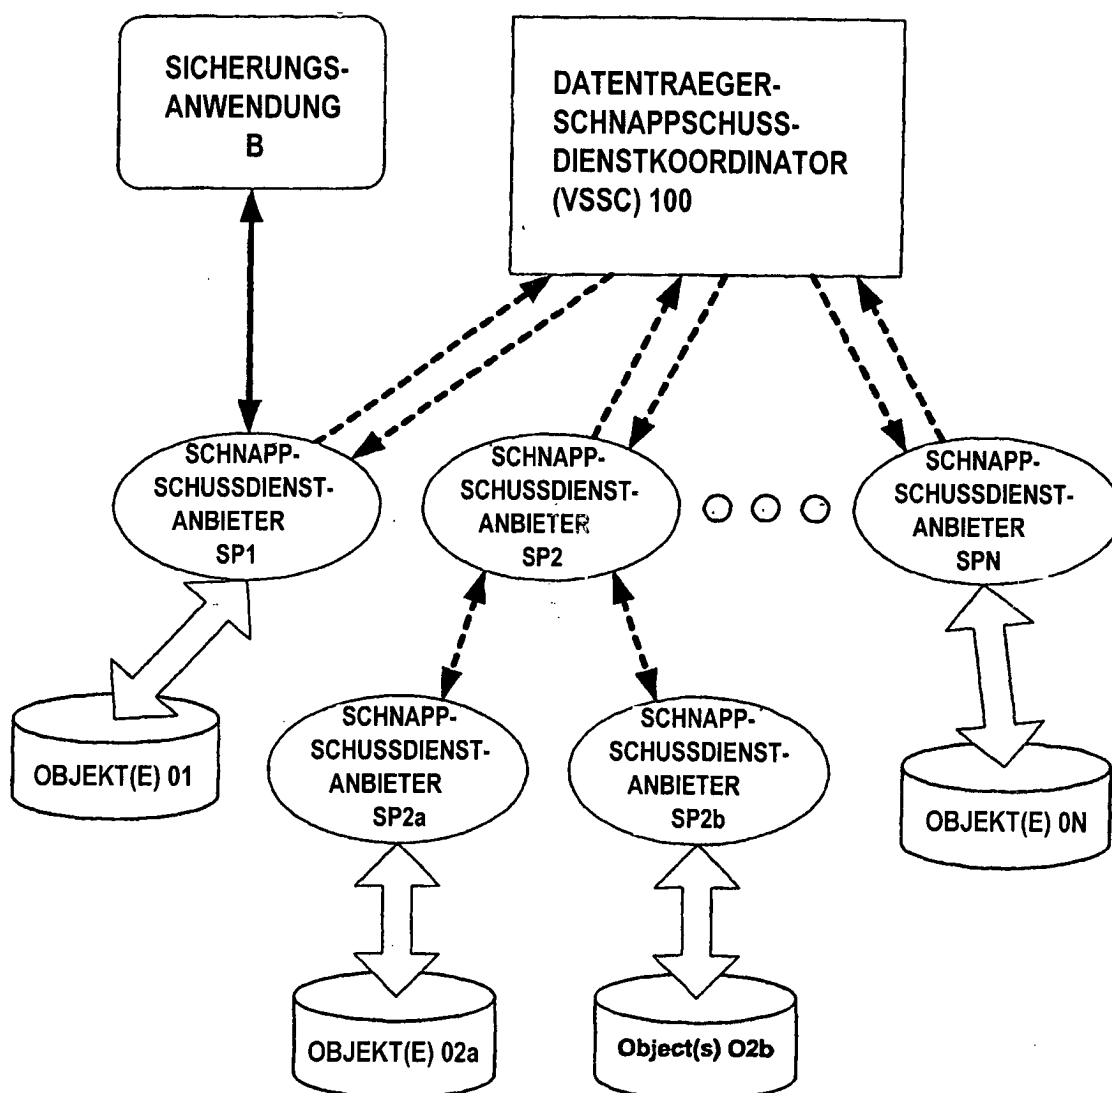 SICHERUNGS-
ANWENDUNG
B
DATENTRAEGER-
SCHNAPPSCHUSS-
DIENSTKOORDINATOR
(VSSC) 100
SCHNAPP-
SCHUSSDIENST-
ANBIETER
SP1
SCHNAPP-
SCHUSSDIENST-
ANBIETER
SP2
SCHNAPP-
SCHUSSDIENST-
ANBIETER
SPN
OBJEKT(E) 01
SCHNAPP-
SCHUSSDIENST-
ANBIETER
SP2a
SCHNAPP-
SCHUSSDIENST-
ANBIETER
SP2b
OBJEKT(E) 0N
OBJEKT(E) 02a
Object(s) O2b